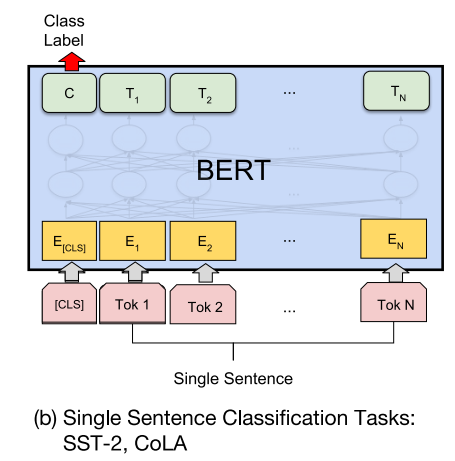 Class
Label
C T1 T2 ... TN
...
BERT
...
E[CLS] E1 E2 ... EN
[CLS] Tok 1 Tok 2 ... Tok N
Single Sentence
(b) Single Sentence Classification Tasks:
SST-2, CoLA